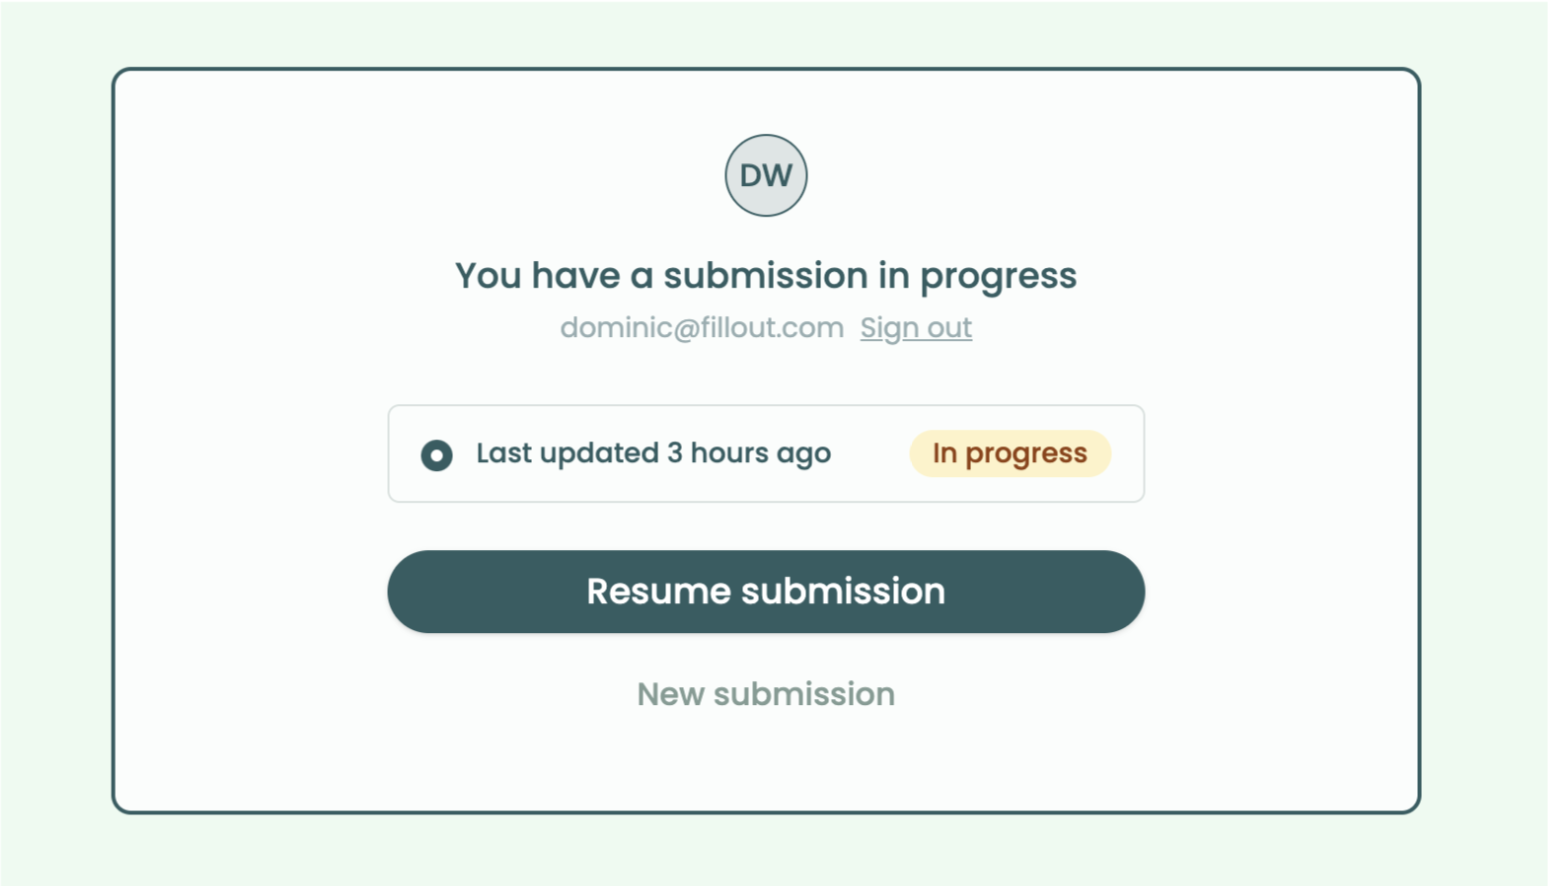 DW
You have a submission in progress
dominic@fillout.com Sign out
Last updated 3 hours ago In progress
Resume submission
New submission